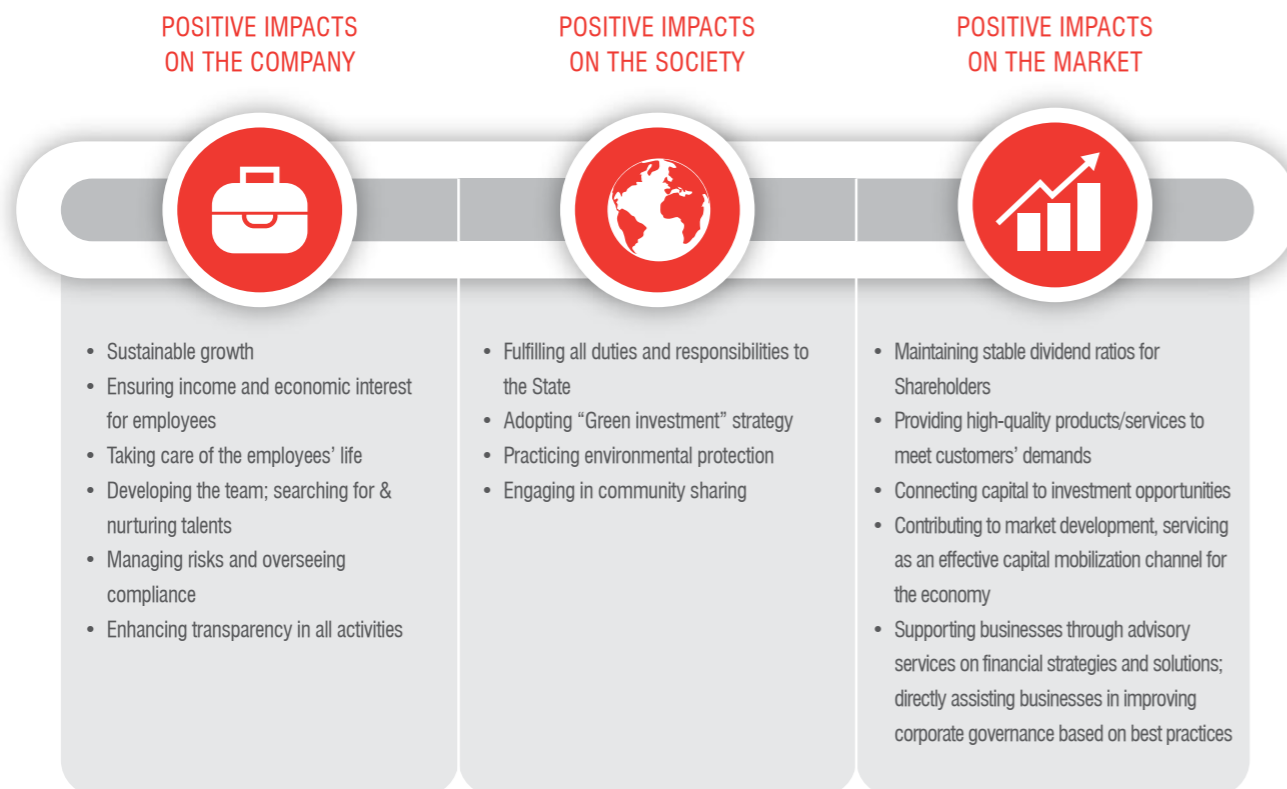 POSITIVE IMPACTS
ON THE COMPANY
POSITIVE IMPACTS
ON THE SOCIETY
POSITIVE IMPACTS
ON THE MARKET
• Sustainable growth
• Ensuring income and economic interest
for employees
• Taking care of the employees’ life
• Developing the team; searching for &
nurturing talents
• Managing risks and overseeing
compliance
• Enhancing transparency in all activities
• Fulfilling all duties and responsibilities to
the State
• Adopting “Green investment” strategy
• Practicing environmental protection
• Engaging in community sharing
• Maintaining stable dividend ratios for
Shareholders
• Providing high-quality products/services to
meet customers’ demands
• Connecting capital to investment opportunities
• Contributing to market development, servicing
as an effective capital mobilization channel for
the economy
• Supporting businesses through advisory
services on financial strategies and solutions;
directly assisting businesses in improving
corporate governance based on best practices